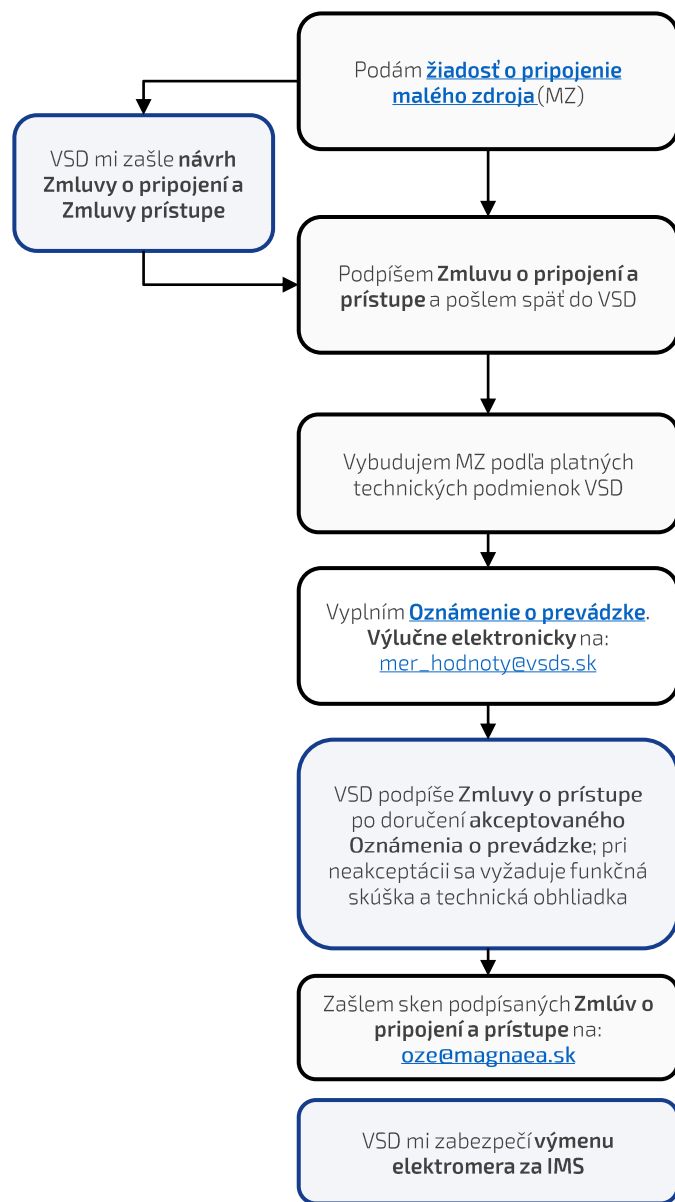 Podám žiadosť o pripojenie
malého zdroja (MZ)
VSD mi zašle návrh
Zmluvy o pripojení a
Zmluvy prístupe
Podpíšem Zmluvu o pripojení a
prístupe a pošlem späť do VSD
Vybudujem MZ podľa platných
technických podmienok VSD
Vyplním Oznámenie o prevádzke.
Výlučne elektronicky na:
mer_hodnoty@vsds.sk
VSD podpíše Zmluvy o prístupe
po doručení akceptovaného
Oznámenia o prevádzke; pri
neakceptácii sa vyžaduje funkčná
skúška a technická obhliadka
Zašlem sken podpísaných Zmlúv o
pripojení a prístupe na:
oze@magnaea.sk
VSD mi zabezpečí výmenu
elektromera za IMS